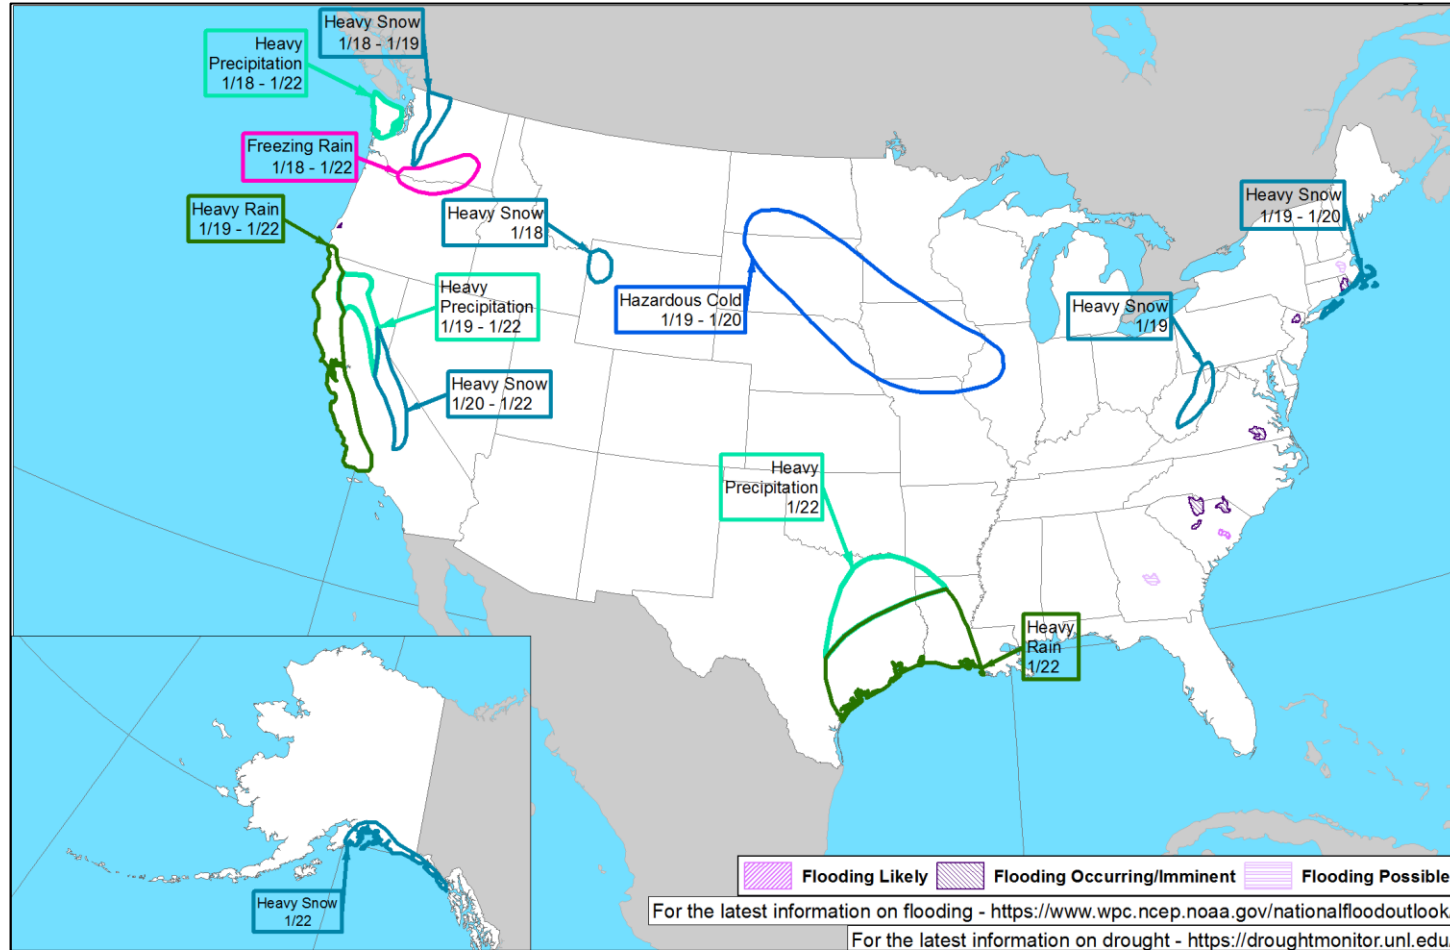 Heavy Snow
1/18 - 1/19
Heavy
Precipitation
1/18 - 1/22
Freezing Rain
1/18 - 1/22
Heavy Rain
1/19 - 1/22
Heavy Snow
1/18
Heavy Snow
1/19 - 1/20
Heavy
Precipitation
1/19 - 1/22
Hazardous Cold
1/19 - 1/20
Heavy Snow
1/19
Heavy Snow
1/20 - 1/22
Heavy
Precipitation
1/22
Heavy
Rain
1/22
Heavy Snow
1/22
Flooding Likely
Flooding Occurring/Imminent
Flooding Possible
For the latest information on flooding - https://www.wpc.ncep.noaa.gov/nationalfloodoutlook/
For the latest information on drought - https://droughtmonitor.unl.edu